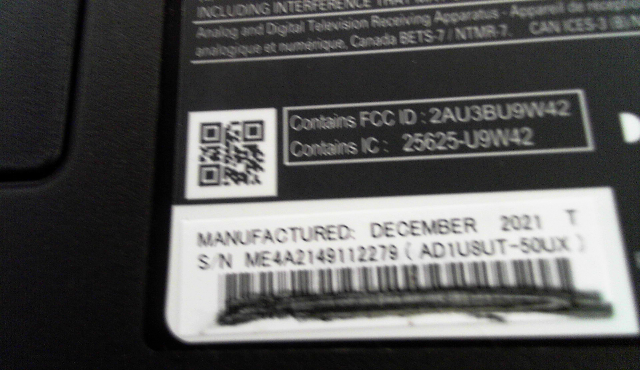 INCLUDING INTERFERENCE THAT
Analog and Digital Television Receiving Apparatus - Appareil de
analogique et numérique, Canada BETS-7 / NTMR-7. CAN ICES-3 (B)
Contains FCC ID : 2AU3BU9W42
Contains IC : 25625-U9W42
MANUFACTURED: DECEMBER 2021 T
S/N ME4A2149112279 ( AD1U8UT-50UX )